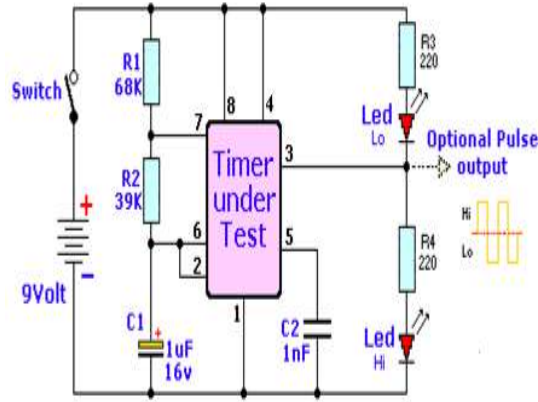 Switch
R1
68K
R2
39K
7
8
4
3
6
2
5
1
Timer
under
Test
R3
220
Led
Lo
Optional Pulse
output
Hi
Lo
R4
220
Led
Hi
+
-
9Volt
C1
+
1uF
16v
C2
1nF